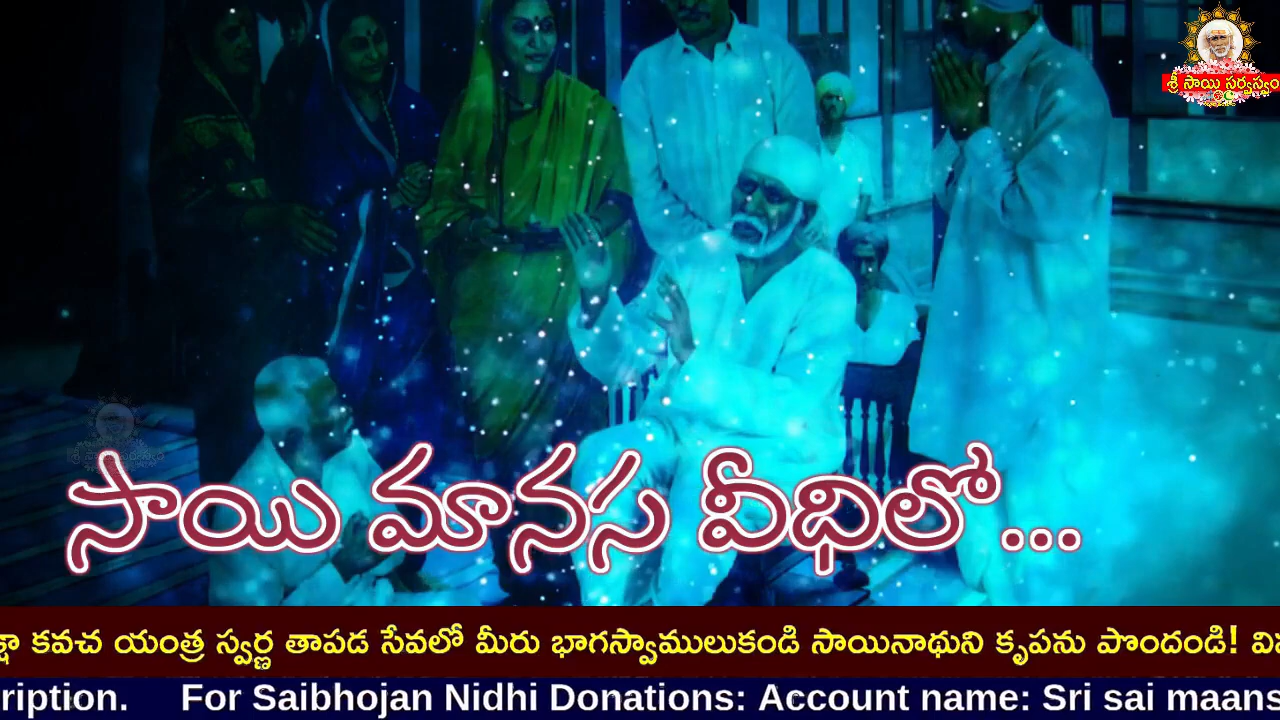 శ్రీ సాయి సర్వస్వం
సాయి మానస వీధిలో...
క్షా కవచ యంత్ర స్వర్ణ తాపడ సేవలో మీరు భాగస్వాములుకండి సాయినాథుని కృపను పొందండి! వి
ription. For Saibhojan Nidhi Donations: Account name: Sri sai maans